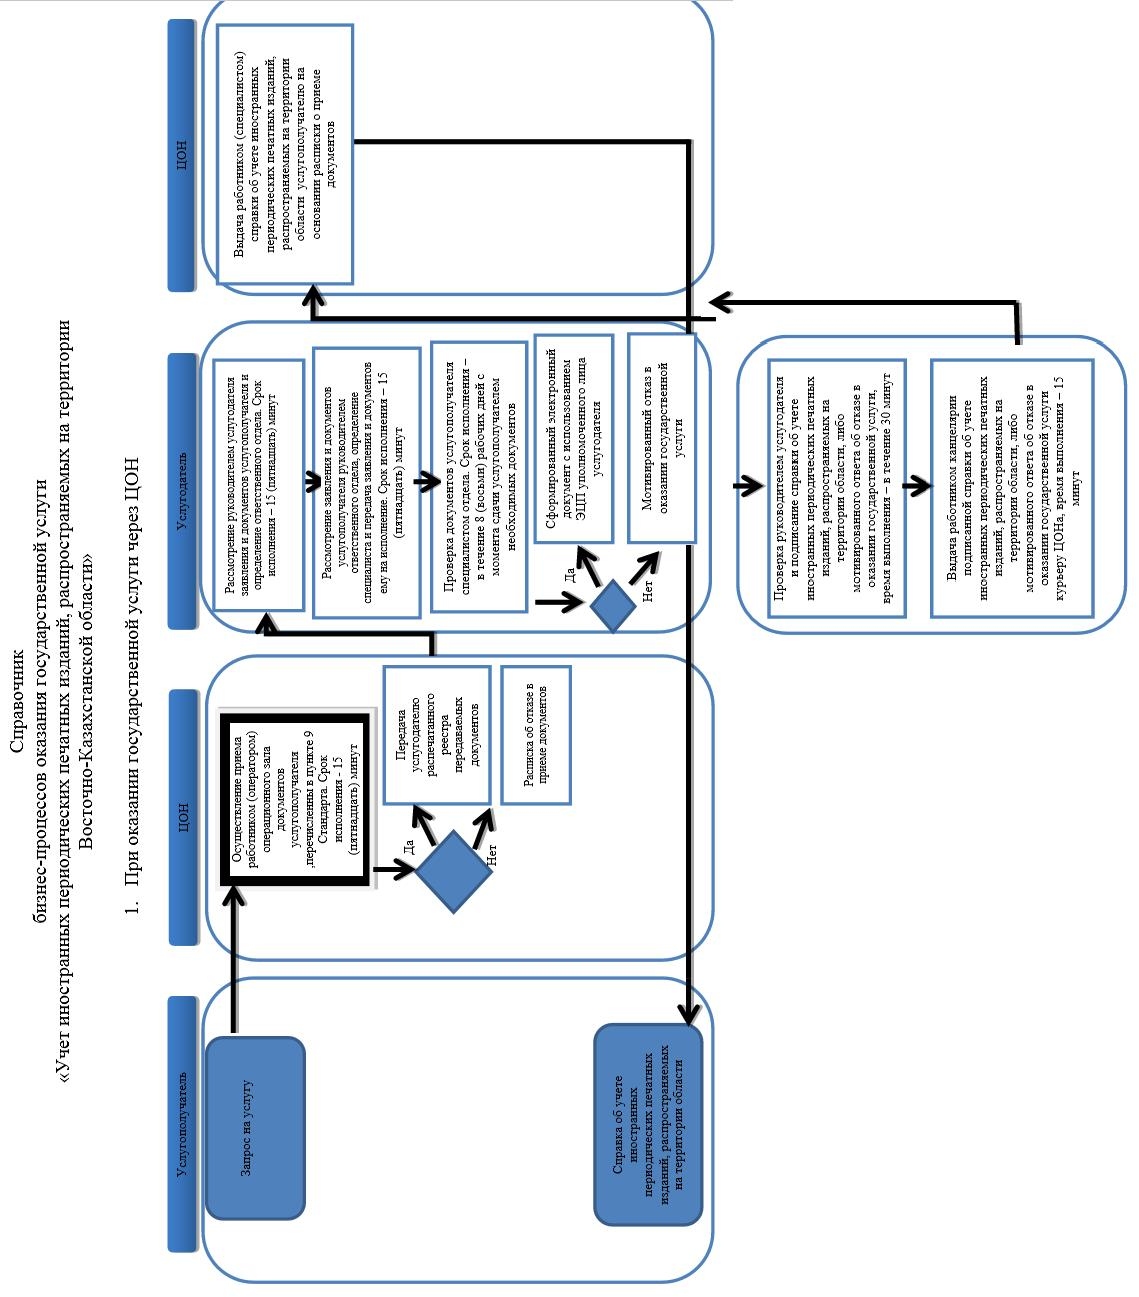 Справочник
бизнес-процессов оказания государственной услуги
«Учет иностранных периодических печатных изданий, распространяемых на территории
Восточно-Казахстанской области»
1. При оказании государственной услуги через ЦОН
Услугополучатель
Запрос на услугу
Справка об учете
иностранных
периодических печатных
изданий, распространяемых
на территории области
ЦОН
Осуществление приема
работником (оператором)
операционного зала
документов
услугополучателя
,перечисленны в пункте 9
Стандарта. Срок
исполнения - 15
(пятнадцать) минут
Да
Нет
Передача
услугодателю
распечатанного
реестра
передаваемых
документов
Расписка об отказе в
приеме документов
Услугодатель
Рассмотрение руководителем услугодателя
заявления и документов услугополучателя и
определение ответственного отдела. Срок
исполнения – 15 (пятнадцать) минут
Рассмотрение заявления и документов
услугополучателя руководителем
ответственного отдела, определение
специалиста и передача заявления и документов
ему на исполнение. Срок исполнения – 15
(пятнадцать) минут
Проверка документов услугополучателя
специалистом отдела. Срок исполнения –
в течение 8 (восьми) рабочих дней с
момента сдачи услугополучателем
необходимых документов
Да
Нет
Сформированный электронный
документ с использованием
ЭЦП уполномоченного лица
услугодателя
Мотивированный отказ в
оказании государственной
услуги
Проверка руководителем услугодателя
и подписание справки об учете
иностранных периодических печатных
изданий, распространяемых на
территории области, либо
мотивированного ответа об отказе в
оказании государственной услуги,
время выполнения – в течение 30 минут
Выдача работником канцелярии
подписанной справки об учете
иностранных периодических печатных
изданий, распространяемых на
территории области, либо
мотивированного ответа об отказе в
оказании государственной услуги
курьеру ЦОНа, время выполнения – 15
минут
ЦОН
Выдача работником (специалистом)
справки об учете иностранных
периодических печатных изданий,
распространяемых на территории
области услугополучателю на
основании расписки о приеме
документов